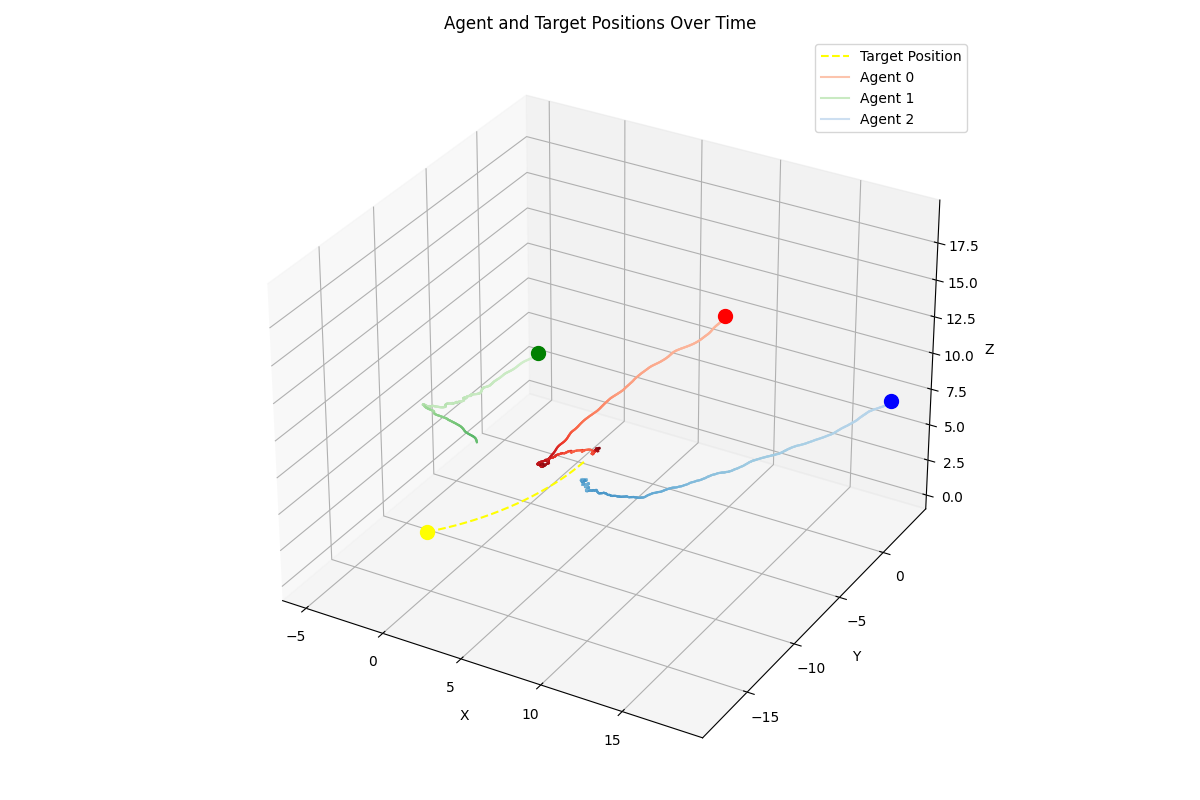 Agent and Target Positions Over Time
Target Position
Agent 0
Agent 1
Agent 2
17.5
15.0
12.5
10.0
7.5
5.0
2.5
0.0
Z
0
−5
−10
−15
Y
−5
0
5
10
15
X